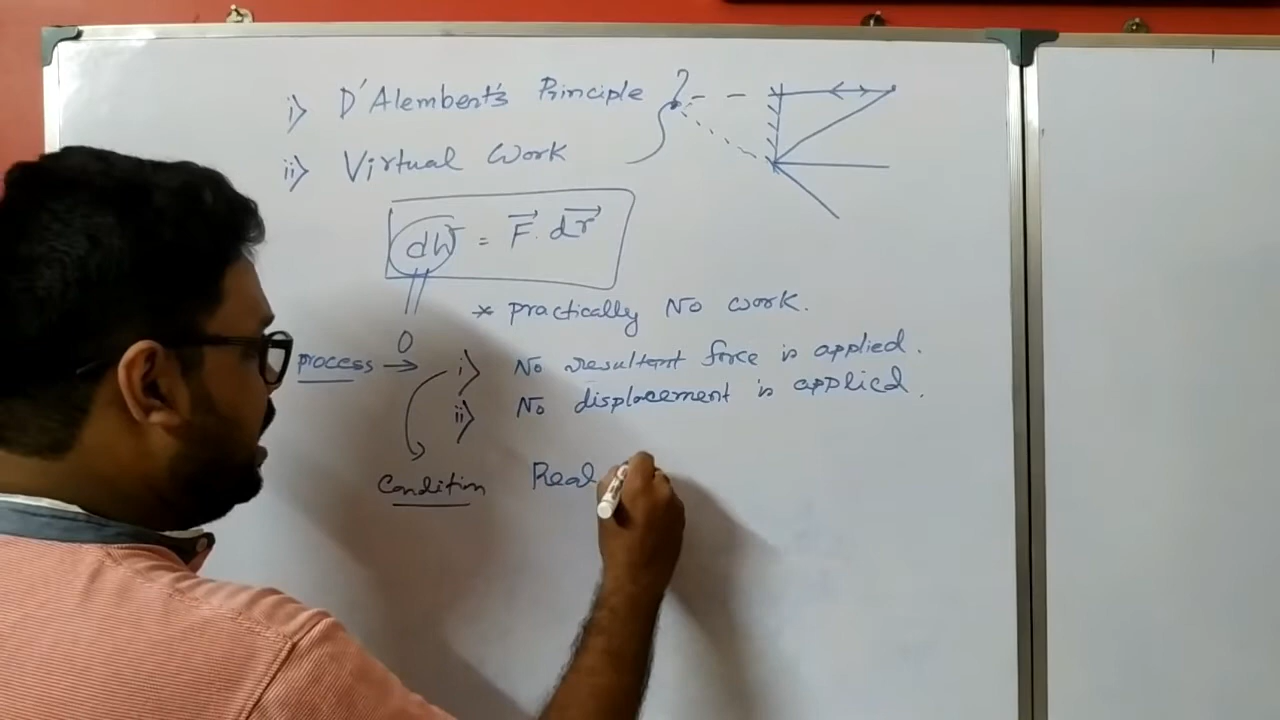 i) D'Alembert's Principle
ii) Virtual Work
dW = F⃗. dr⃗
0
* practically No work.
process → i) No resultant force is applied.
ii) No displacement is applied.
Condition Real